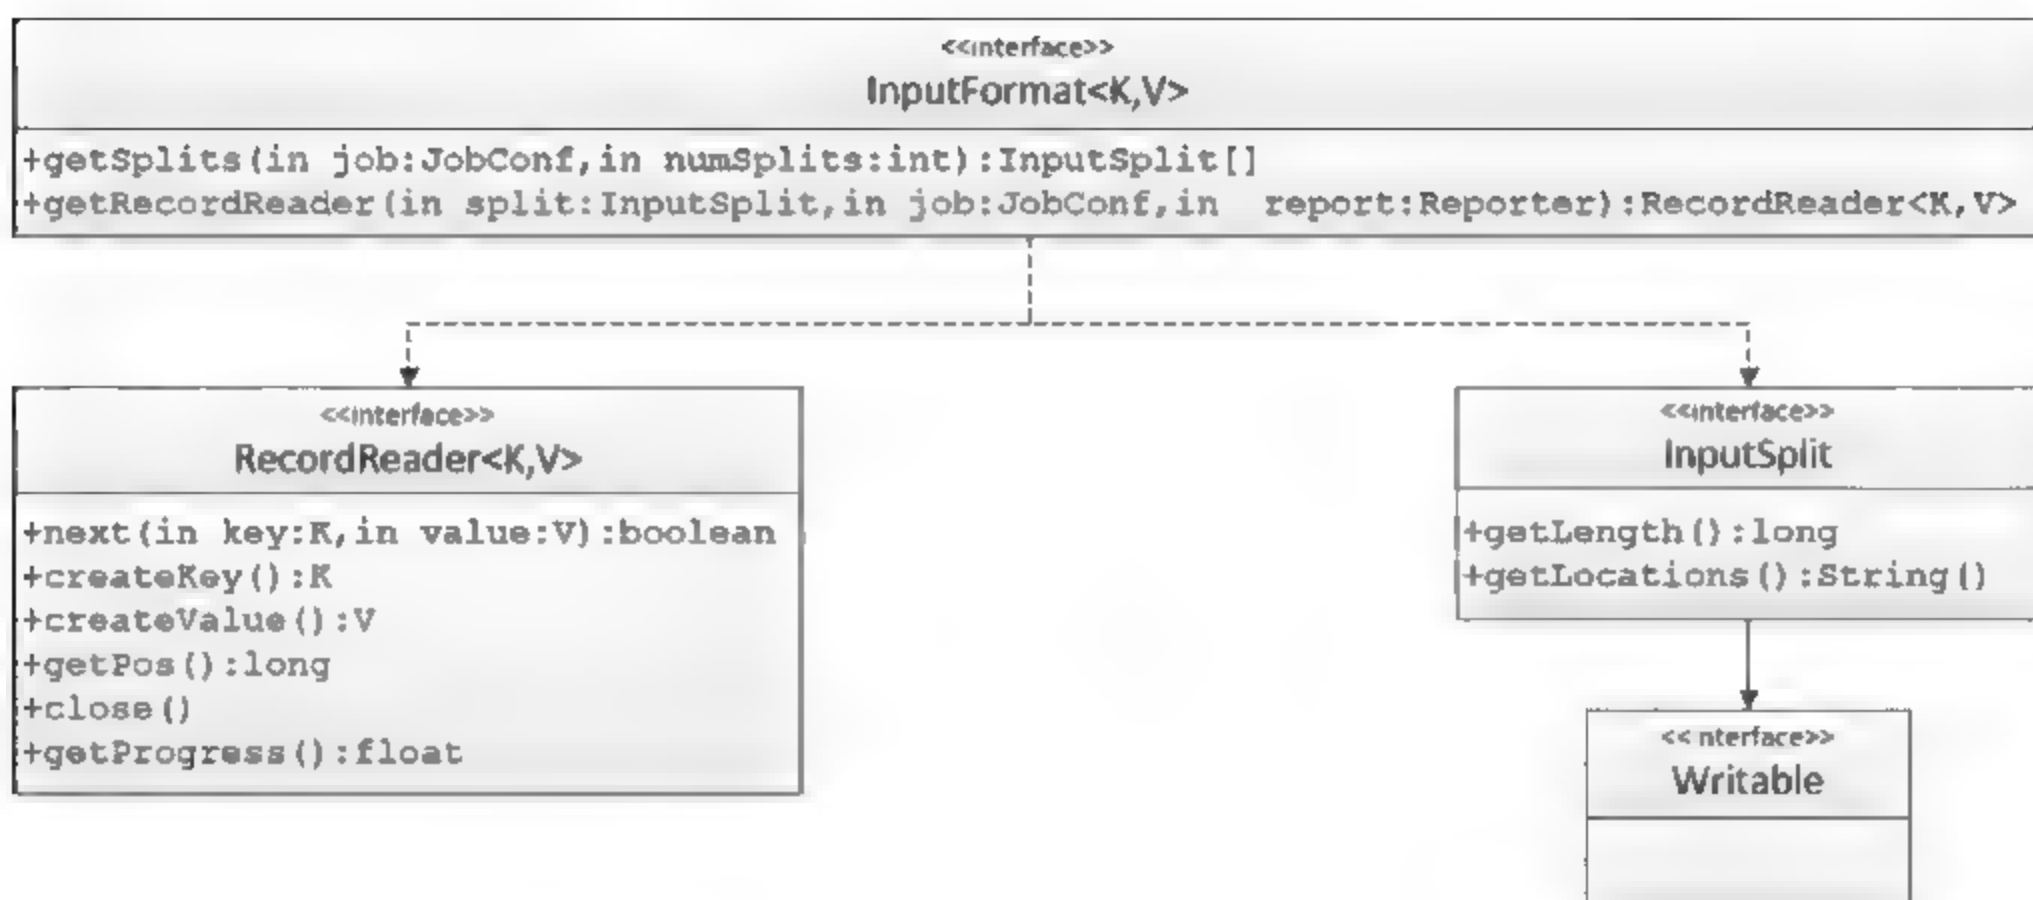 <<interface>>
InputFormat<K,V>
+getSplits(in job:JobConf,in numSplits:int):InputSplit[]
+getRecordReader(in split:InputSplit,in job:JobConf,in report:Reporter):RecordReader<K,V>
<<interface>>
RecordReader<K,V>
+next(in key:K,in value:V):boolean
+createKey():K
+createValue():V
+getPos():long
+close()
+getProgress():float
<<interface>>
InputSplit
+getLength():long
+getLocations():String()
<< nterface>>
Writable